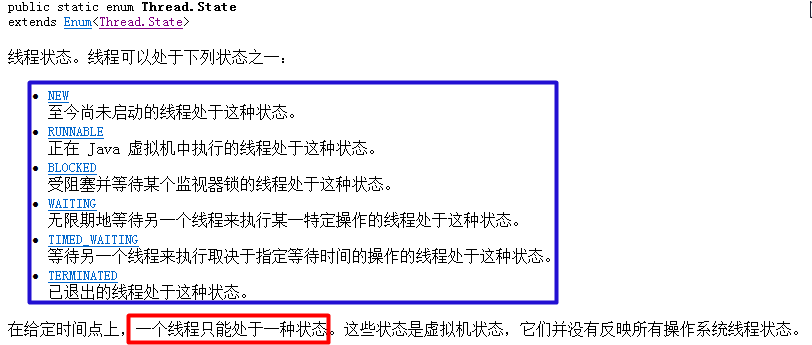 public static enum Thread.State
extends Enum<Thread.State>
线程状态。线程可以处于下列状态之一：
NEW
至今尚未启动的线程处于这种状态。
RUNNABLE
正在 Java 虚拟机中执行的线程处于这种状态。
BLOCKED
受阻塞并等待某个监视器锁的线程处于这种状态。
WAITING
无限期地等待另一个线程来执行某一特定操作的线程处于这种状态。
TIMED_WAITING
等待另一个线程来执行取决于指定等待时间的操作的线程处于这种状态。
TERMINATED
已退出的线程处于这种状态。
在给定时间点上，一个线程只能处于一种状态。这些状态是虚拟机状态，它们并没有反映所有操作系统线程状态。